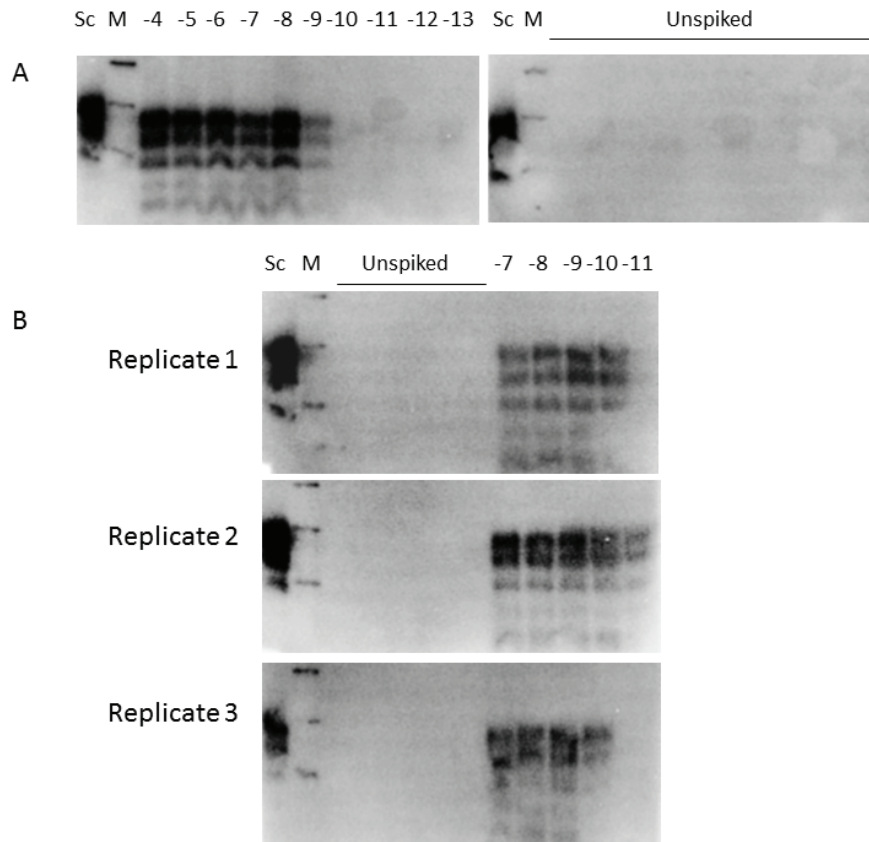 Sc M -4 -5 -6 -7 -8 -9 -10 -11 -12 -13 Sc M Unspiked
A
Sc M Unspiked -7 -8 -9 -10 -11
B
Replicate 1
Replicate 2
Replicate 3